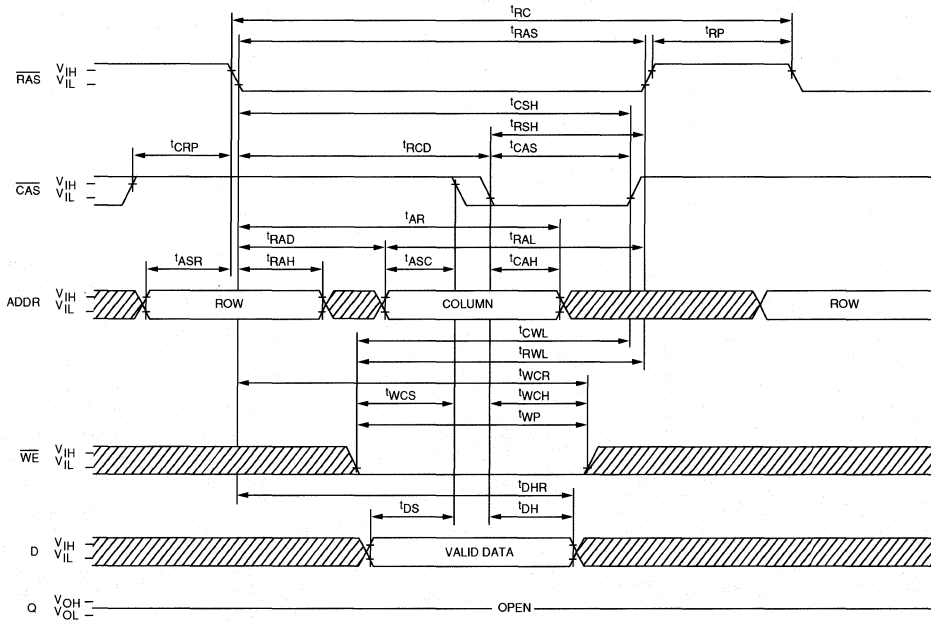 tRC
tRAS
tRP
RAS VIH
VIL
tCSH
tRSH
tCRP
tRCD
tCAS
CAS VIH
VIL
tAR
tRAD
tRAL
tASR
tRAH
tASC
tCAH
ADDR VIH
VIL
ROW
COLUMN
ROW
tCWL
tRWL
tWCR
tWCS
tWCH
tWP
WE VIH
VIL
tDHR
tDS
tDH
D VIH
VIL
VALID DATA
Q VOH
VOL
OPEN